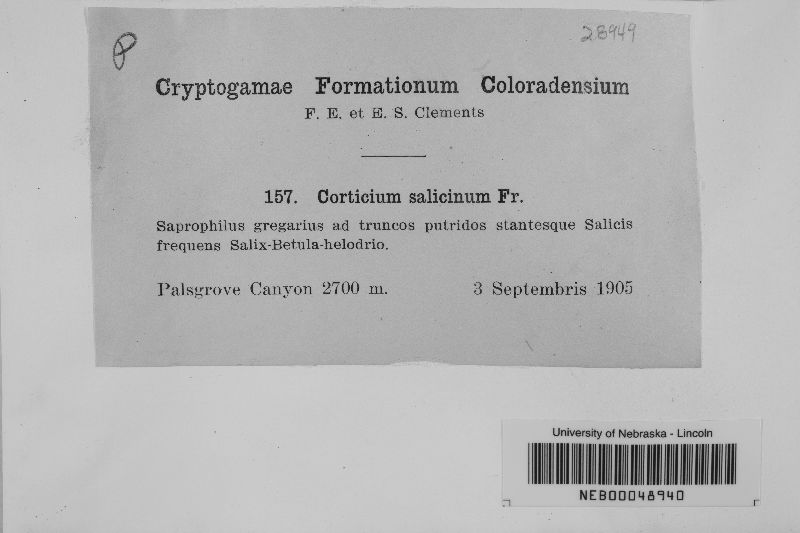 28949
P
Cryptogamae Formationum Coloradensium
F. E. et E. S. Clements
157. Corticium salicinum Fr.
Saprophilus gregarius ad truncos putridos stantesque Salicis
frequens Salix-Betula-helodrio.
Palsgrove Canyon 2700 m. 3 Septembris 1905
University of Nebraska - Lincoln
NEB00048940